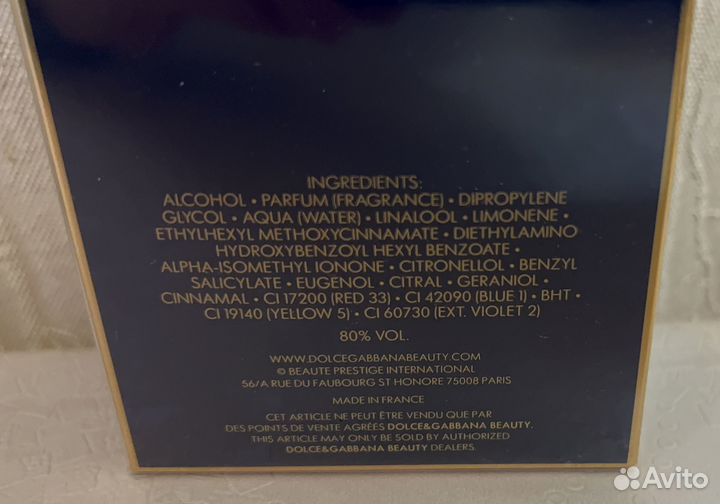 INGREDIENTS:
ALCOHOL • PARFUM (FRAGRANCE) • DIPROPYLENE
GLYCOL • AQUA (WATER) • LINALOOL • LIMONENE •
ETHYLHEXYL METHOXYCINNAMATE • DIETHYLAMINO
HYDROXYBENZOYL HEXYL BENZOATE •
ALPHA-ISOMETHYL IONONE • CITRONELLOL • BENZYL
SALICYLATE • EUGENOL • CITRAL • GERANIOL •
CINNAMAL • CI 17200 (RED 33) • CI 42090 (BLUE 1) • BHT •
CI 19140 (YELLOW 5) • CI 60730 (EXT. VIOLET 2)
80% VOL.
WWW.DOLCEGABBANABEAUTY.COM
© BEAUTE PRESTIGE INTERNATIONAL
56/A RUE DU FAUBOURG ST HONORE 75008 PARIS
MADE IN FRANCE
CET ARTICLE NE PEUT ÊTRE VENDU QUE PAR
DES POINTS DE VENTE AGRÉÉS DOLCE&GABBANA BEAUTY.
THIS ARTICLE MAY ONLY BE SOLD BY AUTHORIZED
DOLCE&GABBANA BEAUTY DEALERS.
Avito